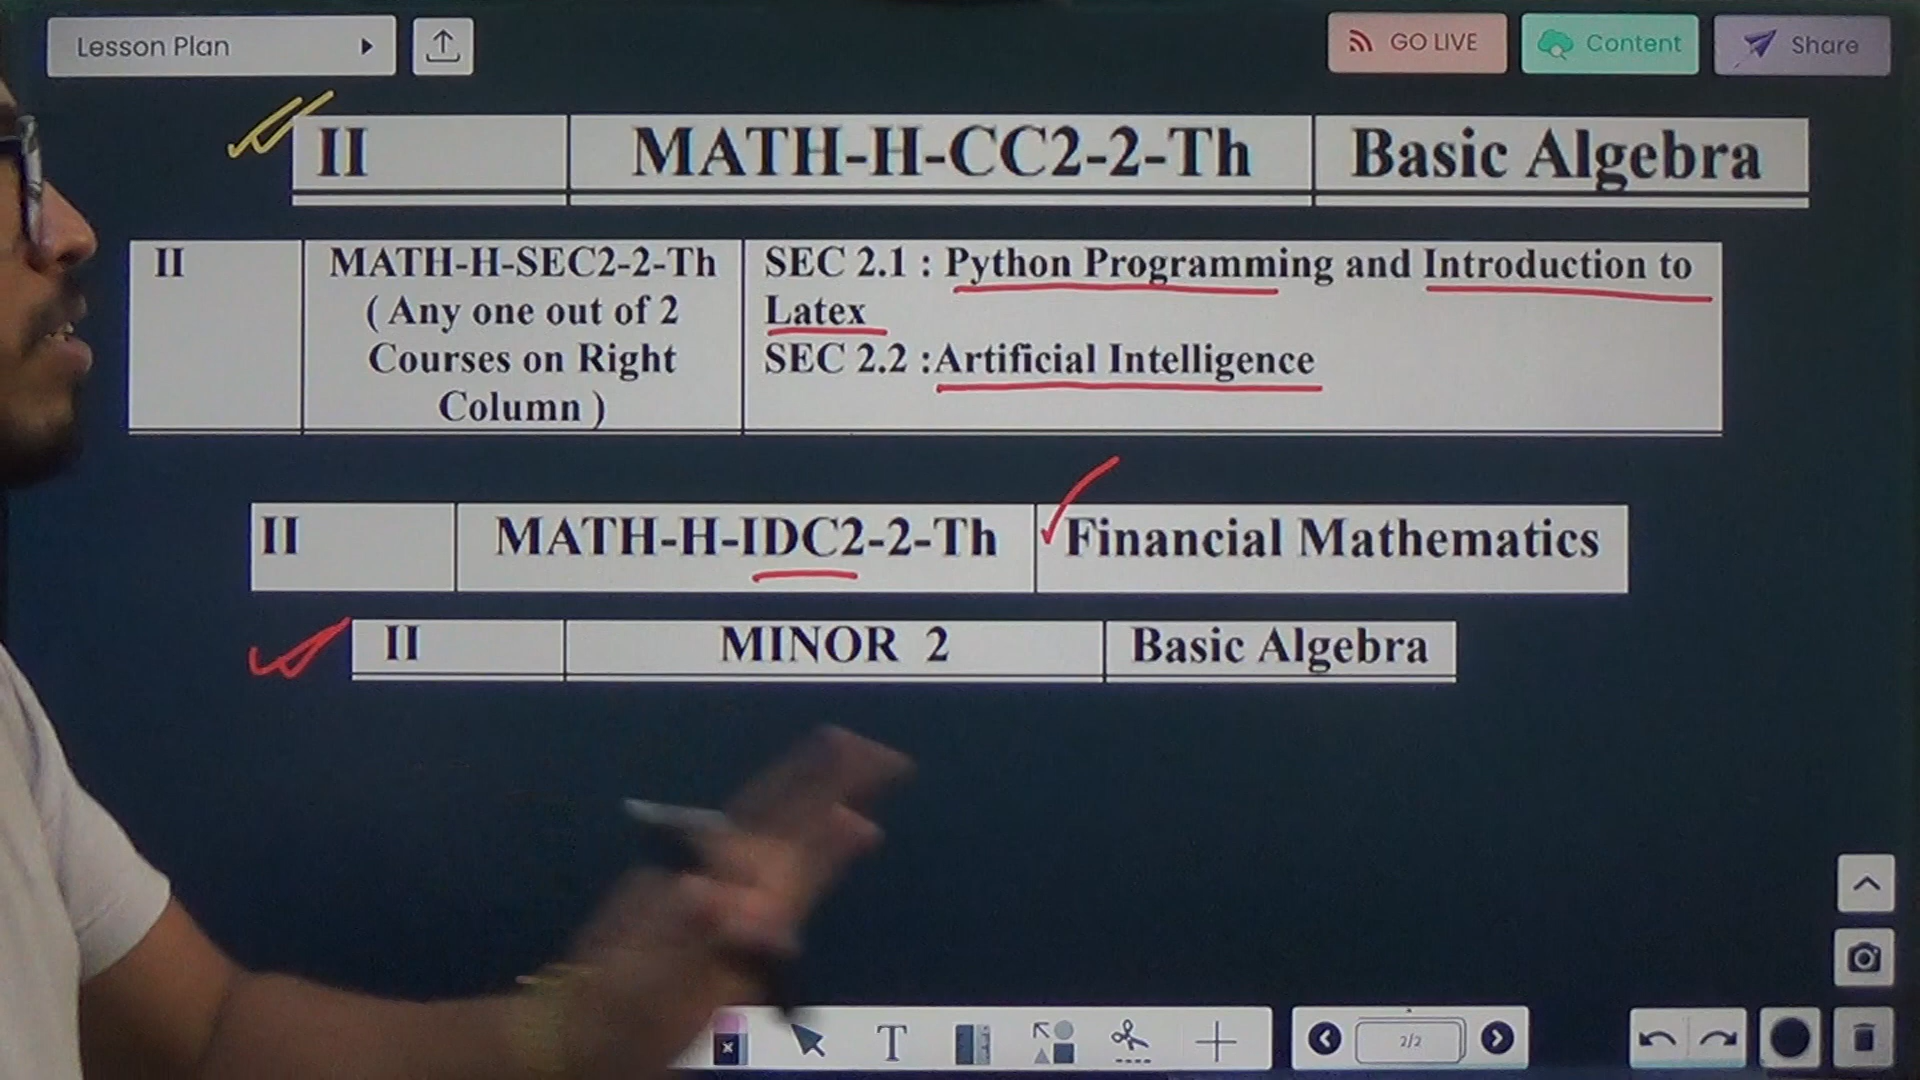 Lesson Plan
GO LIVE
Content
Share
II MATH-H-CC2-2-Th Basic Algebra
II MATH-H-SEC2-2-Th SEC 2.1 : Python Programming and Introduction to
( Any one out of 2 Latex
Courses on Right SEC 2.2 :Artificial Intelligence
Column )
II MATH-H-IDC2-2-Th Financial Mathematics
II MINOR 2 Basic Algebra
T
2/2